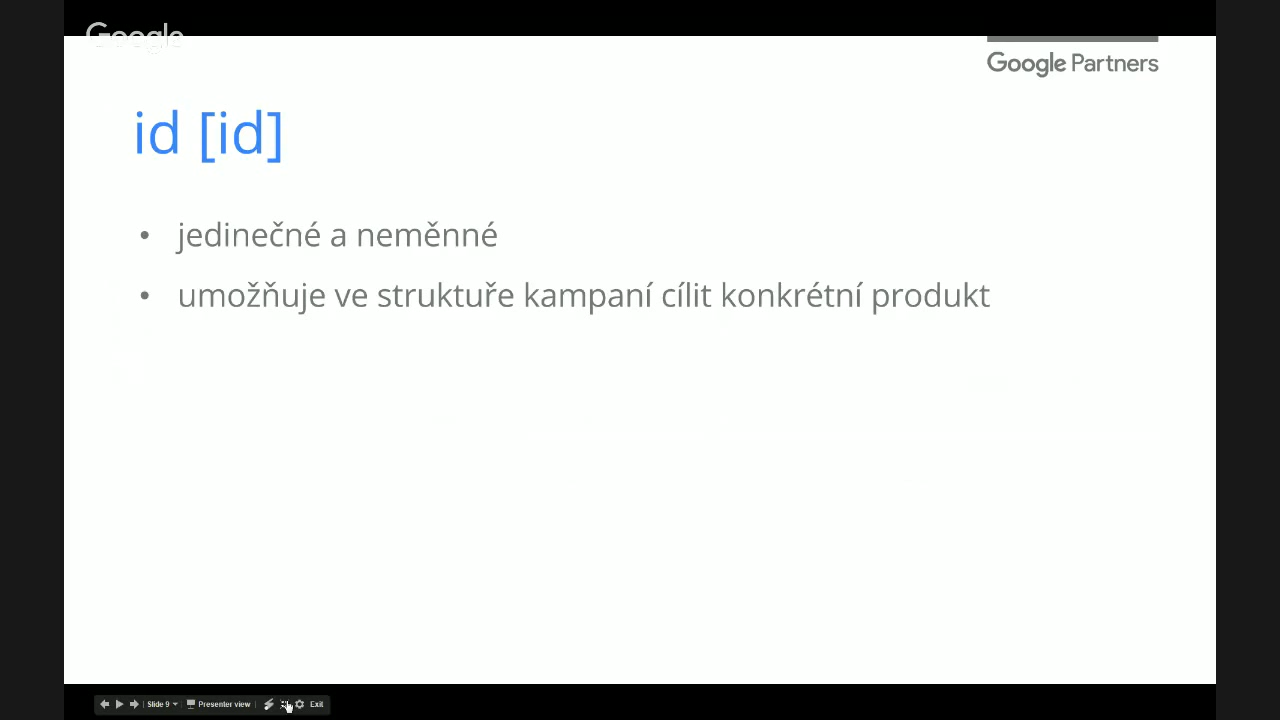 Google
Google Partners
id [id]
• jedinečné a neměnné
• umožňuje ve struktuře kampaní cílit konkrétní produkt
Slide 9 Presenter view Exit